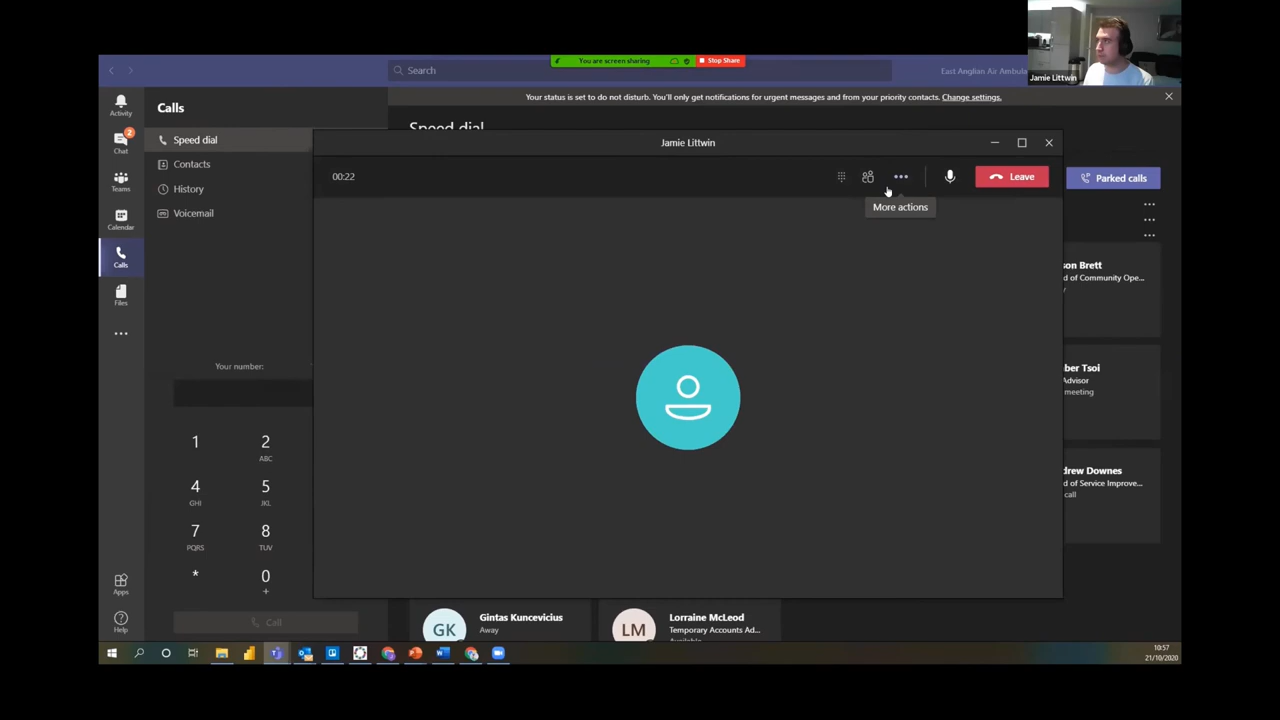 Jamie Littwin
You are screen sharing
Stop Share
Search
East Anglian Air Ambula
Activity
Calls
Your status is set to do not disturb. You'll only get notifications for urgent messages and from your priority contacts. Change settings.
Speed dial
2
Chat
Speed dial
Jamie Littwin
Contacts
Teams
00:22
Leave
Parked calls
History
More actions
Voicemail
Calendar
Calls
son Brett
d of Community Ope...
y
Files
Your number:
ber Tsoi
Advisor
meeting
1
2
ABC
drew Downes
d of Service Improve...
call
4
GHI
5
JKL
7
PQRS
8
TUV
*
0
+
Apps
Call
Help
GK
Gintas Kuncevicius
Away
LM
Lorraine McLeod
Temporary Accounts Ad...
Available
10:57
21/10/2020